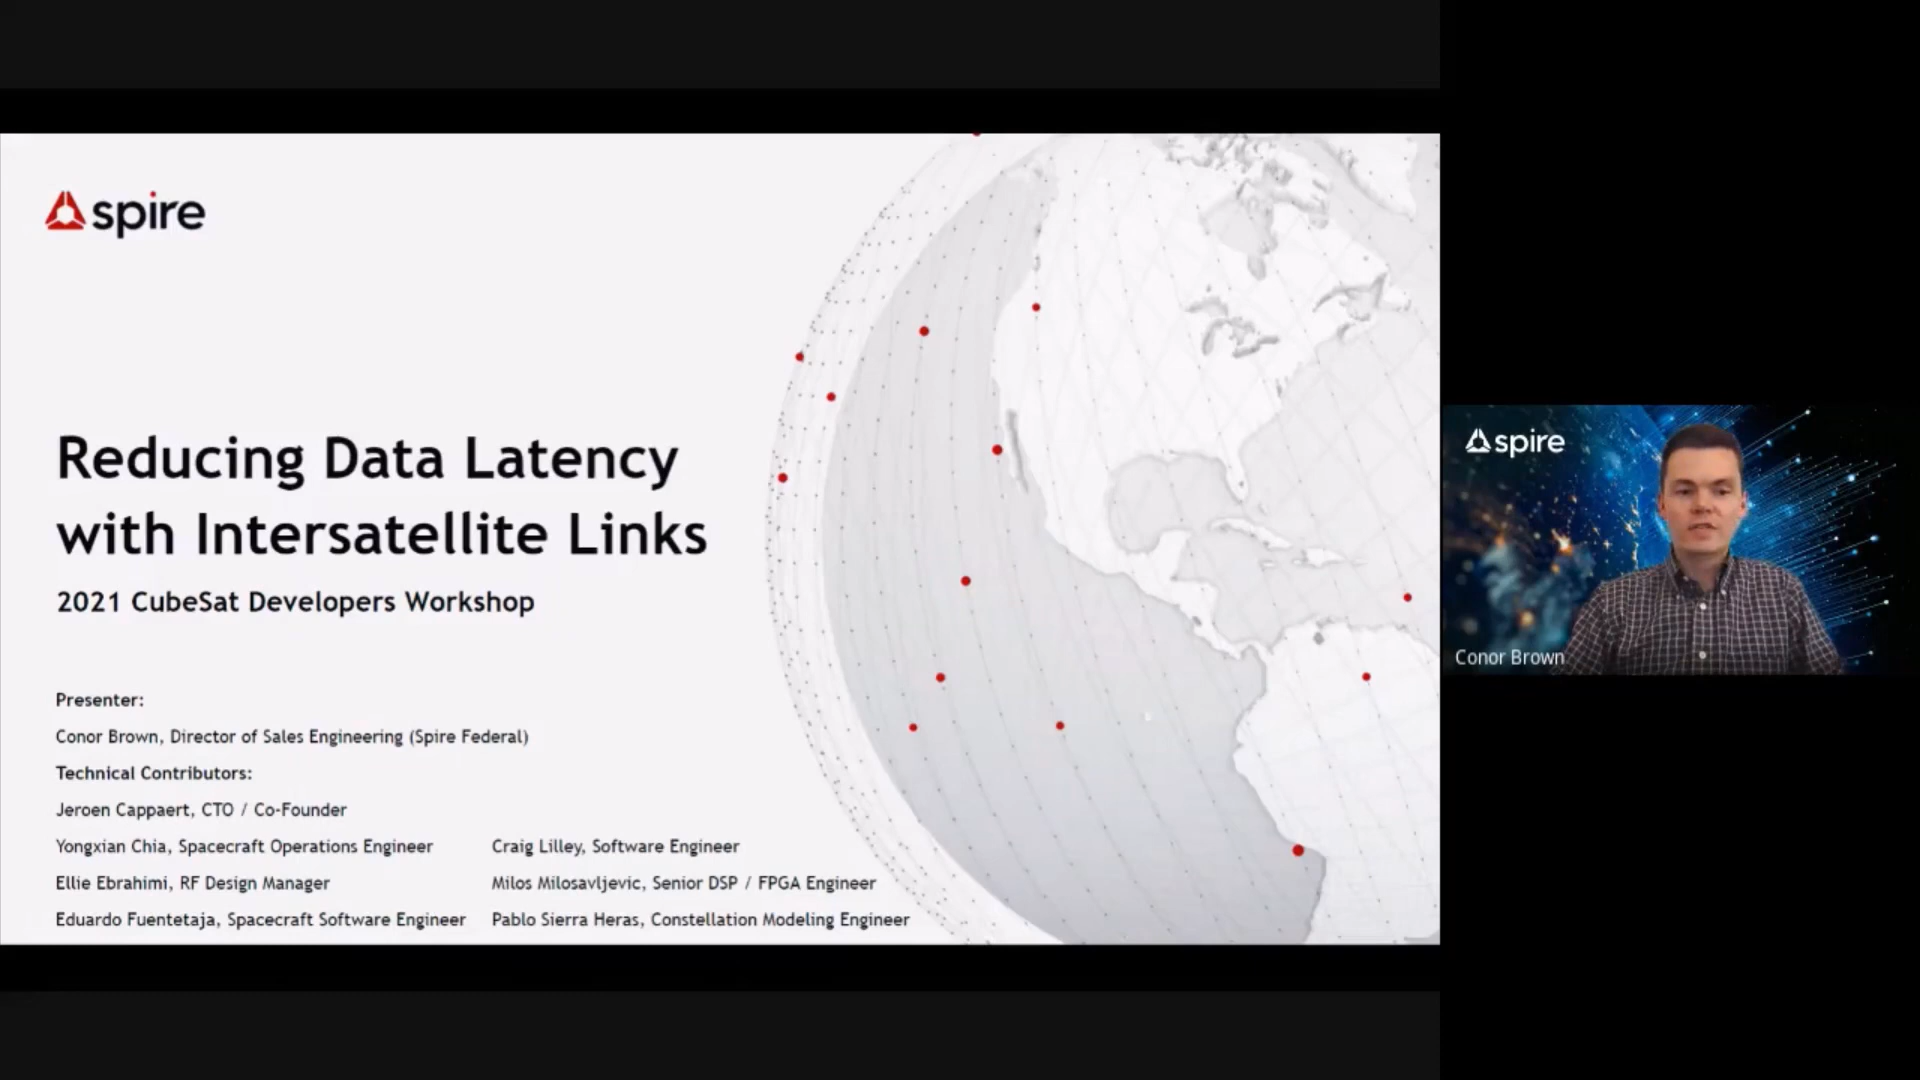 spire
Reducing Data Latency
with Intersatellite Links
2021 CubeSat Developers Workshop
Presenter:
Conor Brown, Director of Sales Engineering (Spire Federal)
Technical Contributors:
Jeroen Cappaert, CTO / Co-Founder
Yongxian Chia, Spacecraft Operations Engineer
Ellie Ebrahimi, RF Design Manager
Eduardo Fuentetaja, Spacecraft Software Engineer
Craig Lilley, Software Engineer
Milos Milosavljevic, Senior DSP / FPGA Engineer
Pablo Sierra Heras, Constellation Modeling Engineer
spire
Conor Brown